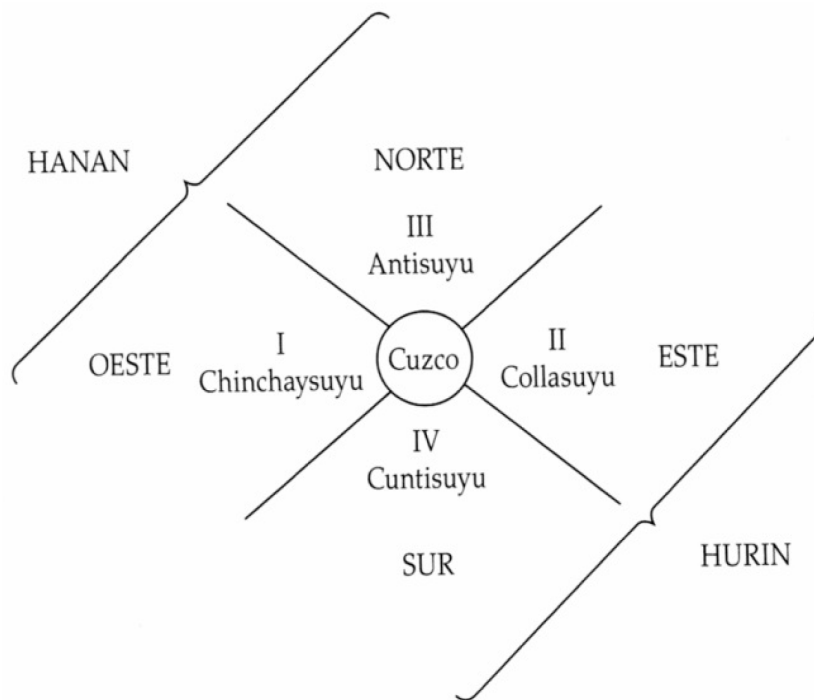 HANAN
NORTE
III
Antisuyu
OESTE
I
Chinchaysuyu
Cuzco
II
Collasuyu
ESTE
IV
Cuntisuyu
SUR
HURIN